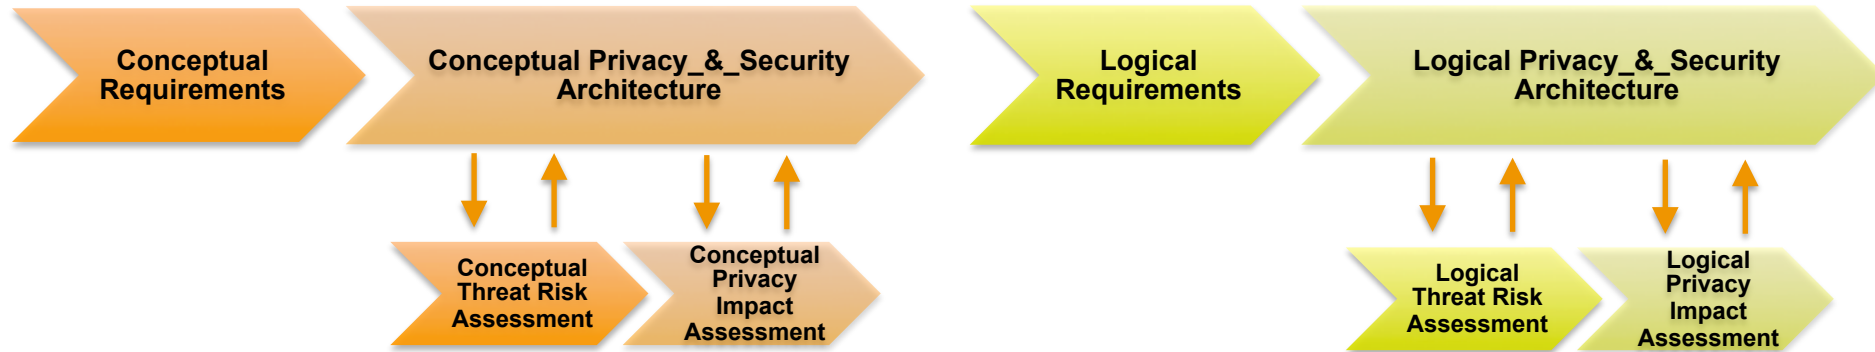 Conceptual
Requirements
Conceptual Privacy_&_Security
Architecture
Logical
Requirements
Logical Privacy_&_Security
Architecture
Conceptual
Threat Risk
Assessment
Conceptual
Privacy
Impact
Assessment
Logical
Threat Risk
Assessment
Logical
Privacy
Impact
Assessment